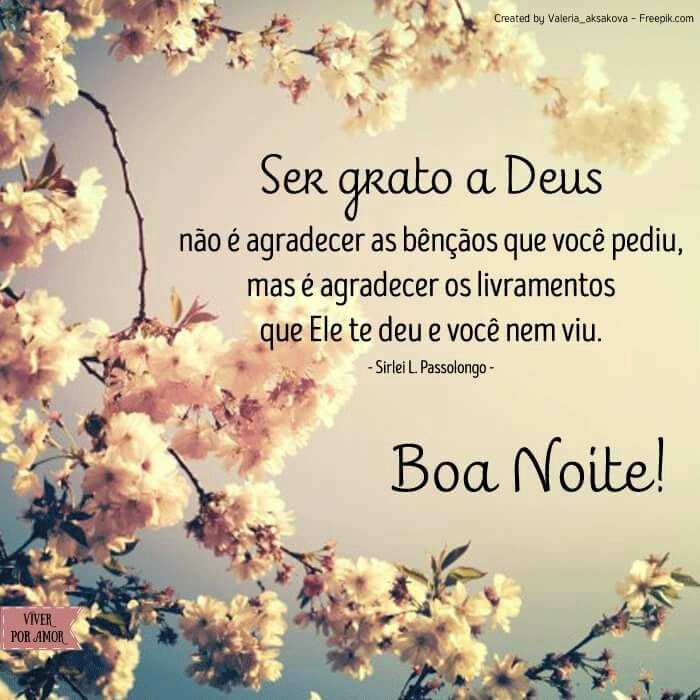 Created by Valeria_aksakova - Freepik.com
Ser grato a Deus
não é agradecer as bênçãos que você pediu,
mas é agradecer os livramentos
que Ele te deu e você nem viu.
- Sirlei L. Passolongo -
Boa Noite!
VIVER
POR AMOR